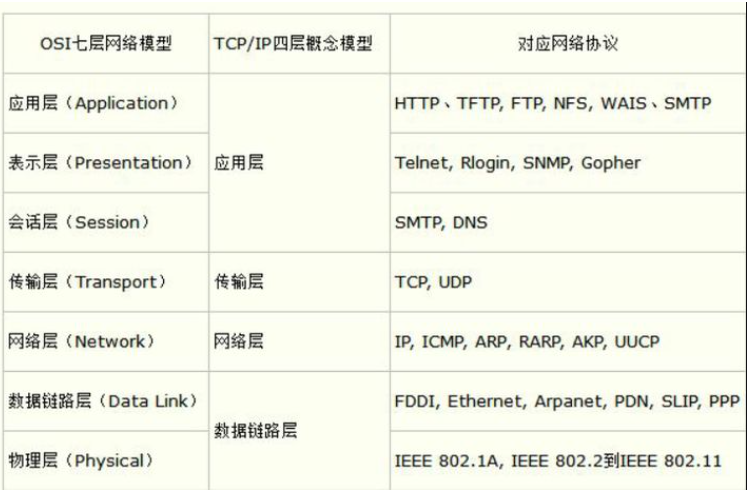 OSI七层网络模型 TCP/IP四层概念模型 对应网络协议
应用层（Application） HTTP、TFTP, FTP, NFS, WAIS、SMTP
表示层（Presentation） 应用层 Telnet, Rlogin, SNMP, Gopher
会话层（Session） SMTP, DNS
传输层（Transport） 传输层 TCP, UDP
网络层（Network） 网络层 IP, ICMP, ARP, RARP, AKP, UUCP
数据链路层（Data Link） FDDI, Ethernet, Arpanet, PDN, SLIP, PPP
数据链路层
物理层（Physical） IEEE 802.1A, IEEE 802.2到IEEE 802.11